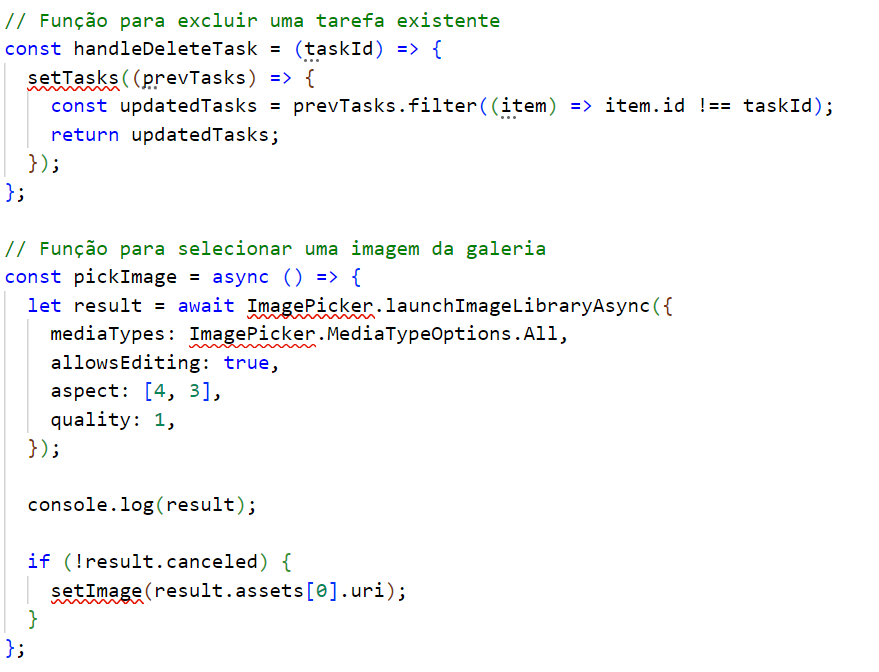 // Função para excluir uma tarefa existente
const handleDeleteTask = (taskId) => {
  setTasks((prevTasks) => {
    const updatedTasks = prevTasks.filter((item) => item.id !== taskId);
    return updatedTasks;
  });
};

// Função para selecionar uma imagem da galeria
const pickImage = async () => {
  let result = await ImagePicker.launchImageLibraryAsync({
    mediaTypes: ImagePicker.MediaTypeOptions.All,
    allowsEditing: true,
    aspect: [4, 3],
    quality: 1,
  });

  console.log(result);

  if (!result.canceled) {
    setImage(result.assets[0].uri);
  }
};